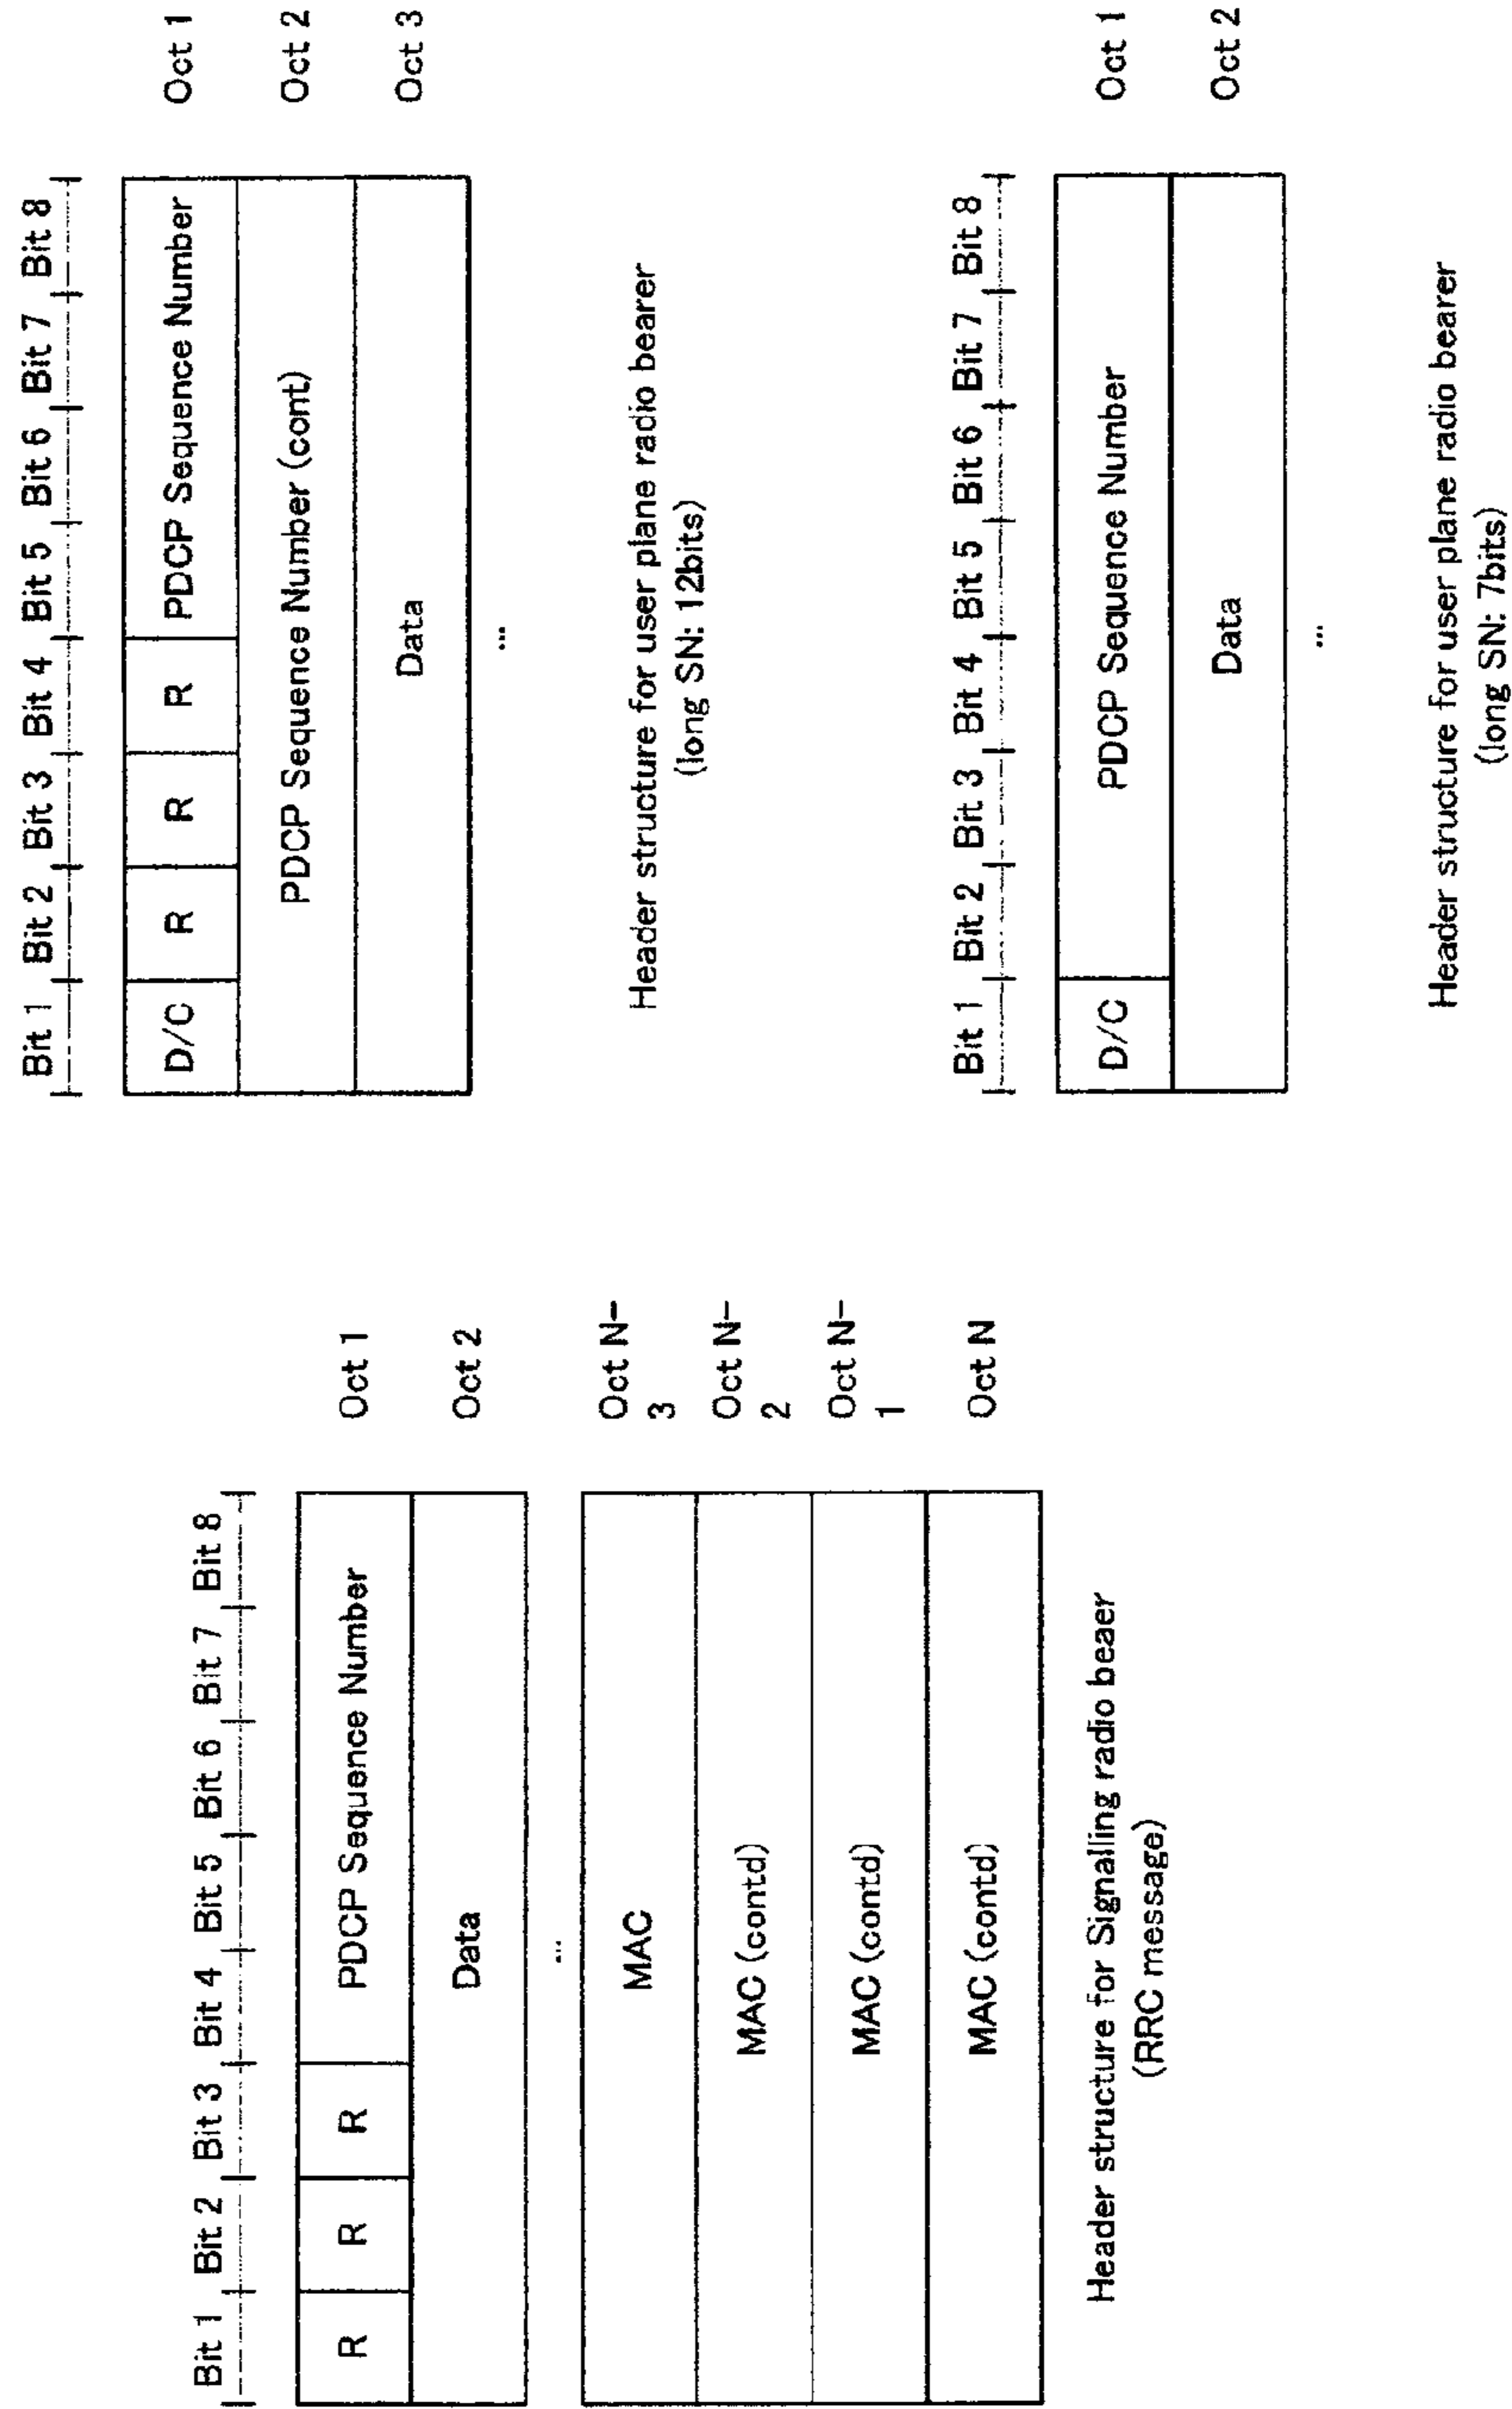 Bit 1 Bit 2 Bit 3 Bit 4 Bit 5 Bit 6 Bit 7 Bit 8
R R R PDCP Sequence Number Oct 1
Data Oct 2
...
MAC Oct N-3
MAC (contd) Oct N-2
MAC (contd) Oct N-1
MAC (contd) Oct N
Header structure for Signalling radio beaer
(RRC message)
Bit 1 Bit 2 Bit 3 Bit 4 Bit 5 Bit 6 Bit 7 Bit 8
D/C R R R PDCP Sequence Number Oct 1
PDCP Sequence Number (cont) Oct 2
Data Oct 3
...
Header structure for user plane radio bearer
(long SN: 12bits)
Bit 1 Bit 2 Bit 3 Bit 4 Bit 5 Bit 6 Bit 7 Bit 8
D/C PDCP Sequence Number Oct 1
Data Oct 2
...
Header structure for user plane radio bearer
(long SN: 7bits)